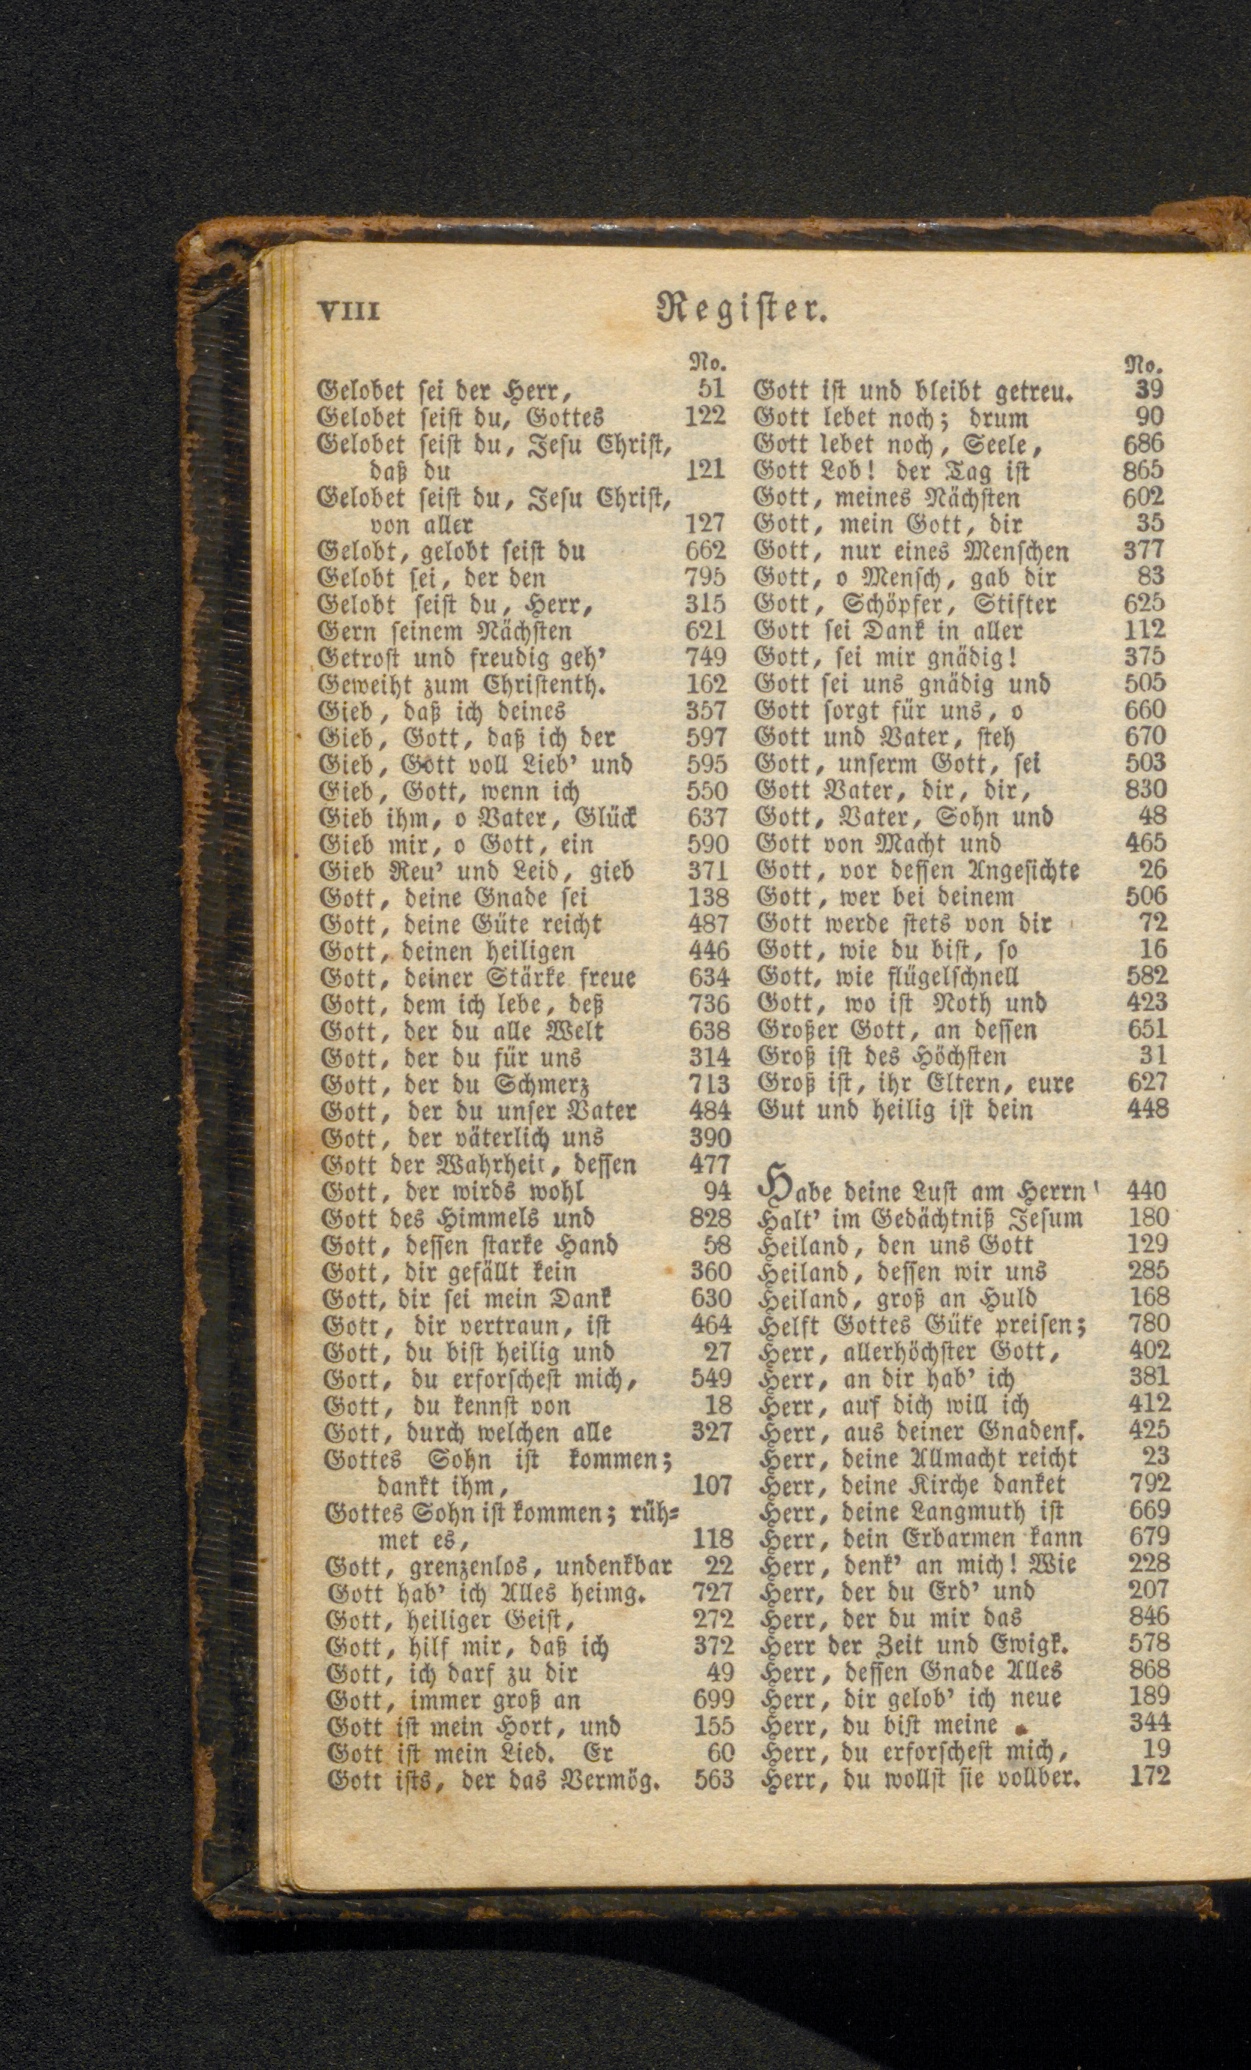 VIII Register.
No.
Gelobet sei der Herr, 51
Gelobet seist du, Gottes 122
Gelobet seist du, Jesu Christ,
daß du 121
Gelobet seist du, Jesu Christ,
von aller 127
Gelobt, gelobt seist du 662
Gelobt sei, der den 795
Gelobt seist du, Herr, 315
Gern seinem Nächsten 621
Getrost und freudig geh' 749
Geweiht zum Christenth. 162
Gieb, daß ich deines 357
Gieb, Gott, daß ich der 597
Gieb, Gott voll Lieb' und 595
Gieb, Gott, wenn ich 550
Gieb ihm, o Vater, Glück 637
Gieb mir, o Gott, ein 590
Gieb Reu' und Leid, gieb 371
Gott, deine Gnade sei 138
Gott, deine Güte reicht 487
Gott, deinen heiligen 446
Gott, deiner Stärke freue 634
Gott, dem ich lebe, deß 736
Gott, der du alle Welt 638
Gott, der du für uns 314
Gott, der du Schmerz 713
Gott, der du unser Vater 484
Gott, der väterlich uns 390
Gott der Wahrheit, dessen 477
Gott, der wirds wohl 94
Gott des Himmels und 828
Gott, dessen starke Hand 58
Gott, dir gefällt kein 360
Gott, dir sei mein Dank 630
Gott, dir vertraun, ist 464
Gott, du bist heilig und 27
Gott, du erforschest mich, 549
Gott, du kennst von 18
Gott, durch welchen alle 327
Gottes Sohn ist kommen;
dankt ihm, 107
Gottes Sohn ist kommen; rüh-
met es, 118
Gott, grenzenlos, undenkbar 22
Gott hab' ich Alles heimg. 727
Gott, heiliger Geist, 272
Gott, hilf mir, daß ich 372
Gott, ich darf zu dir 49
Gott, immer groß an 699
Gott ist mein Hort, und 155
Gott ist mein Lied. Er 60
Gott ists, der das Vermög. 563
No.
Gott ist und bleibt getreu. 39
Gott lebet noch; drum 90
Gott lebet noch, Seele, 686
Gott Lob! der Tag ist 865
Gott, meines Nächsten 602
Gott, mein Gott, dir 35
Gott, nur eines Menschen 377
Gott, o Mensch, gab dir 83
Gott, Schöpfer, Stifter 625
Gott sei Dank in aller 112
Gott, sei mir gnädig! 375
Gott sei uns gnädig und 505
Gott sorgt für uns, o 660
Gott und Vater, steh 670
Gott, unserm Gott, sei 503
Gott Vater, dir, dir, 830
Gott, Vater, Sohn und 48
Gott von Macht und 465
Gott, vor dessen Angesichte 26
Gott, wer bei deinem 506
Gott werde stets von dir 72
Gott, wie du bist, so 16
Gott, wie flügelschnell 582
Gott, wo ist Noth und 423
Großer Gott, an dessen 651
Groß ist des Höchsten 31
Groß ist, ihr Eltern, eure 627
Gut und heilig ist dein 448
Habe deine Lust am Herrn 440
Halt' im Gedächtniß Jesum 180
Heiland, den uns Gott 129
Heiland, dessen wir uns 285
Heiland, groß an Huld 168
Helft Gottes Güte preisen; 780
Herr, allerhöchster Gott, 402
Herr, an dir hab' ich 381
Herr, auf dich will ich 412
Herr, aus deiner Gnadenf. 425
Herr, deine Allmacht reicht 23
Herr, deine Kirche danket 792
Herr, deine Langmuth ist 669
Herr, dein Erbarmen kann 679
Herr, denk' an mich! Wie 228
Herr, der du Erd' und 207
Herr, der du mir das 846
Herr der Zeit und Ewigk. 578
Herr, dessen Gnade Alles 868
Herr, dir gelob' ich neue 189
Herr, du bist meine 344
Herr, du erforschest mich, 19
Herr, du wollst sie vollber. 172